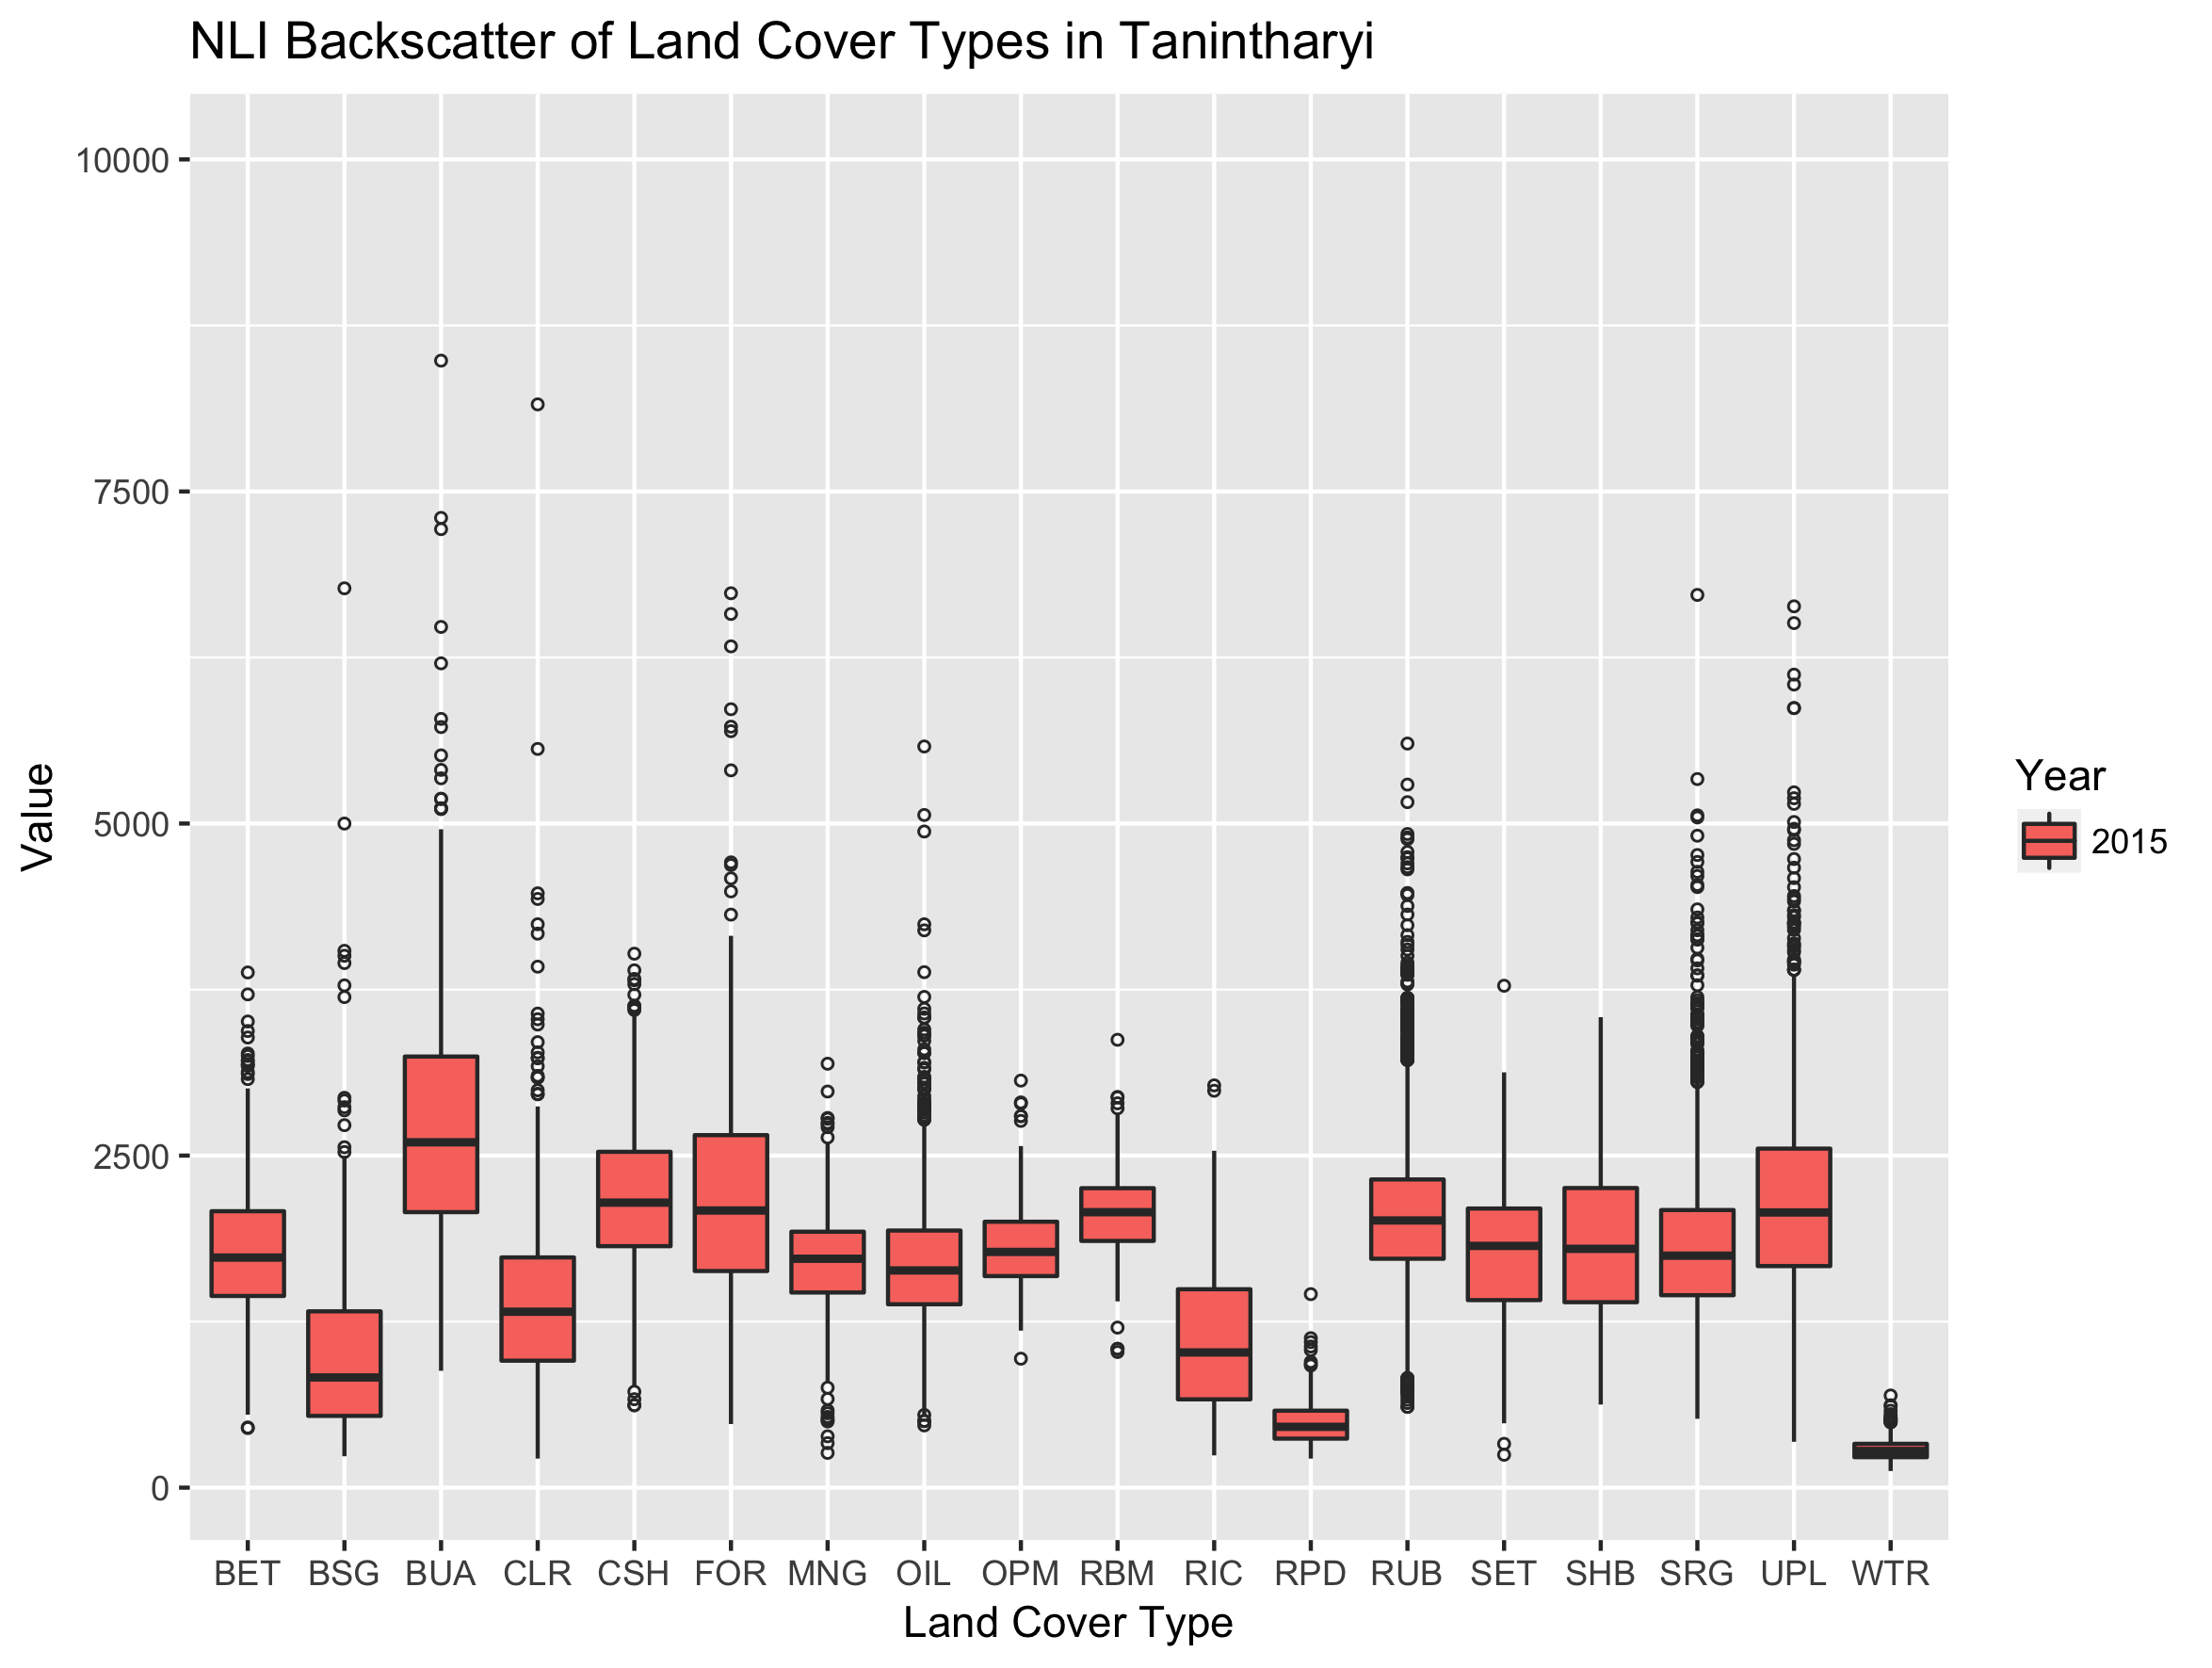 NLI Backscatter of Land Cover Types in Tanintharyi
10000
7500
5000
2500
0
Value
BET BSG BUA CLR CSH FOR MNG OIL OPM RBM RIC RPD RUB SET SHB SRG UPL WTR
Land Cover Type
Year
2015